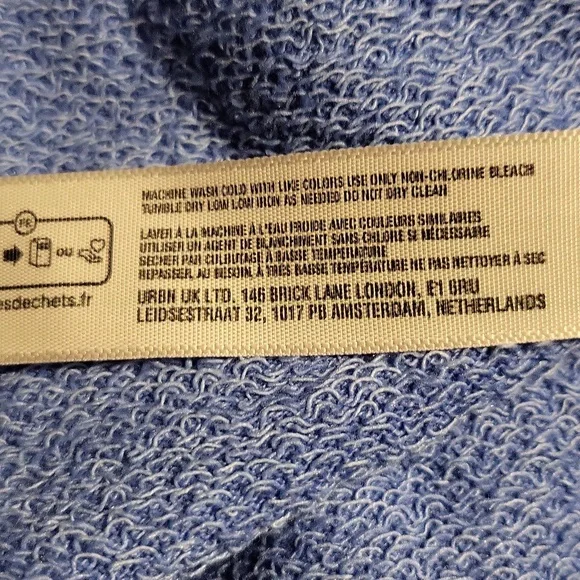 MACHINE WASH COLD WITH LIKE COLORS USE ONLY NON-CHLORINE BLEACH
TUMBLE DRY LOW LOW IRON AS NEEDED DO NOT DRY CLEAN
LAVER À LA MACHINE À L'EAU FROIDE AVEC COULEURS SIMILAIRES
UTILISER UN AGENT DE BLANCHIMENT SANS CHLORE SI NÉCESSAIRE
SECHER PAR CULBUTAGE À BASSE TEMPÉRATURE
REPASSER, AU BESOIN, À TRÈS BASSE TEMPÉRATURE NE PAS NETTOYER À SEC
URBN UK LTD. 146 BRICK LANE LONDON, E1 6RU
LEIDSESTRAAT 32, 1017 PB AMSTERDAM, NETHERLANDS
FR
OU
esdechets.fr